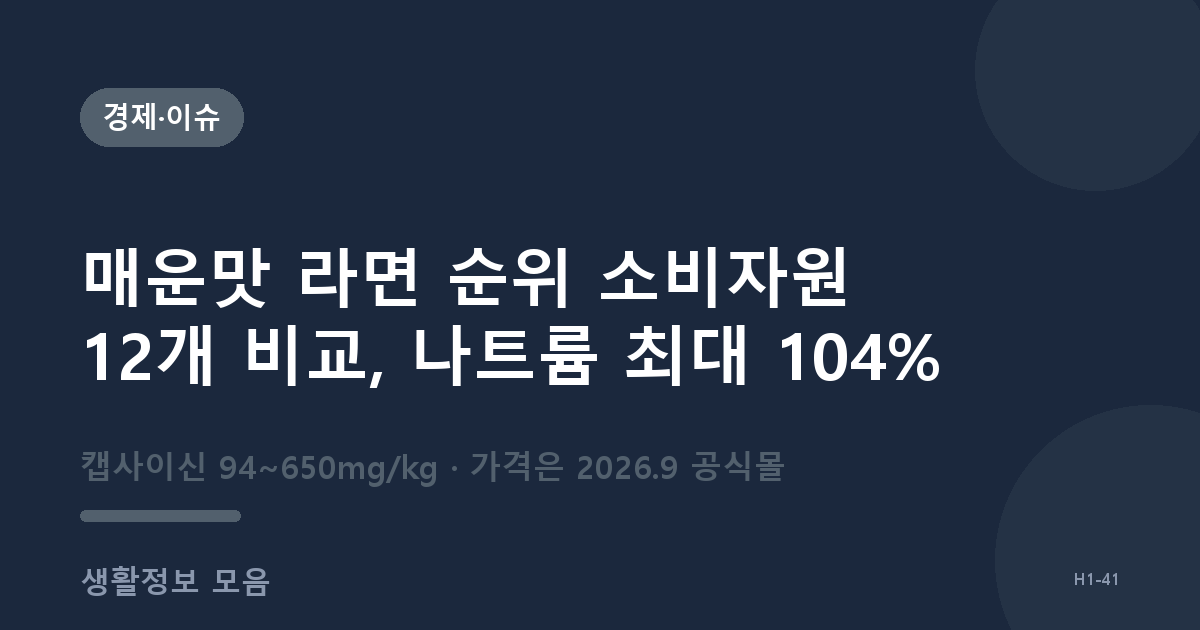 경제·이슈
매운맛 라면 순위 소비자원
12개 비교, 나트륨 최대 104%
캡사이신 94~650mg/kg · 가격은 2026.9 공식몰
생활정보 모음
H1-41